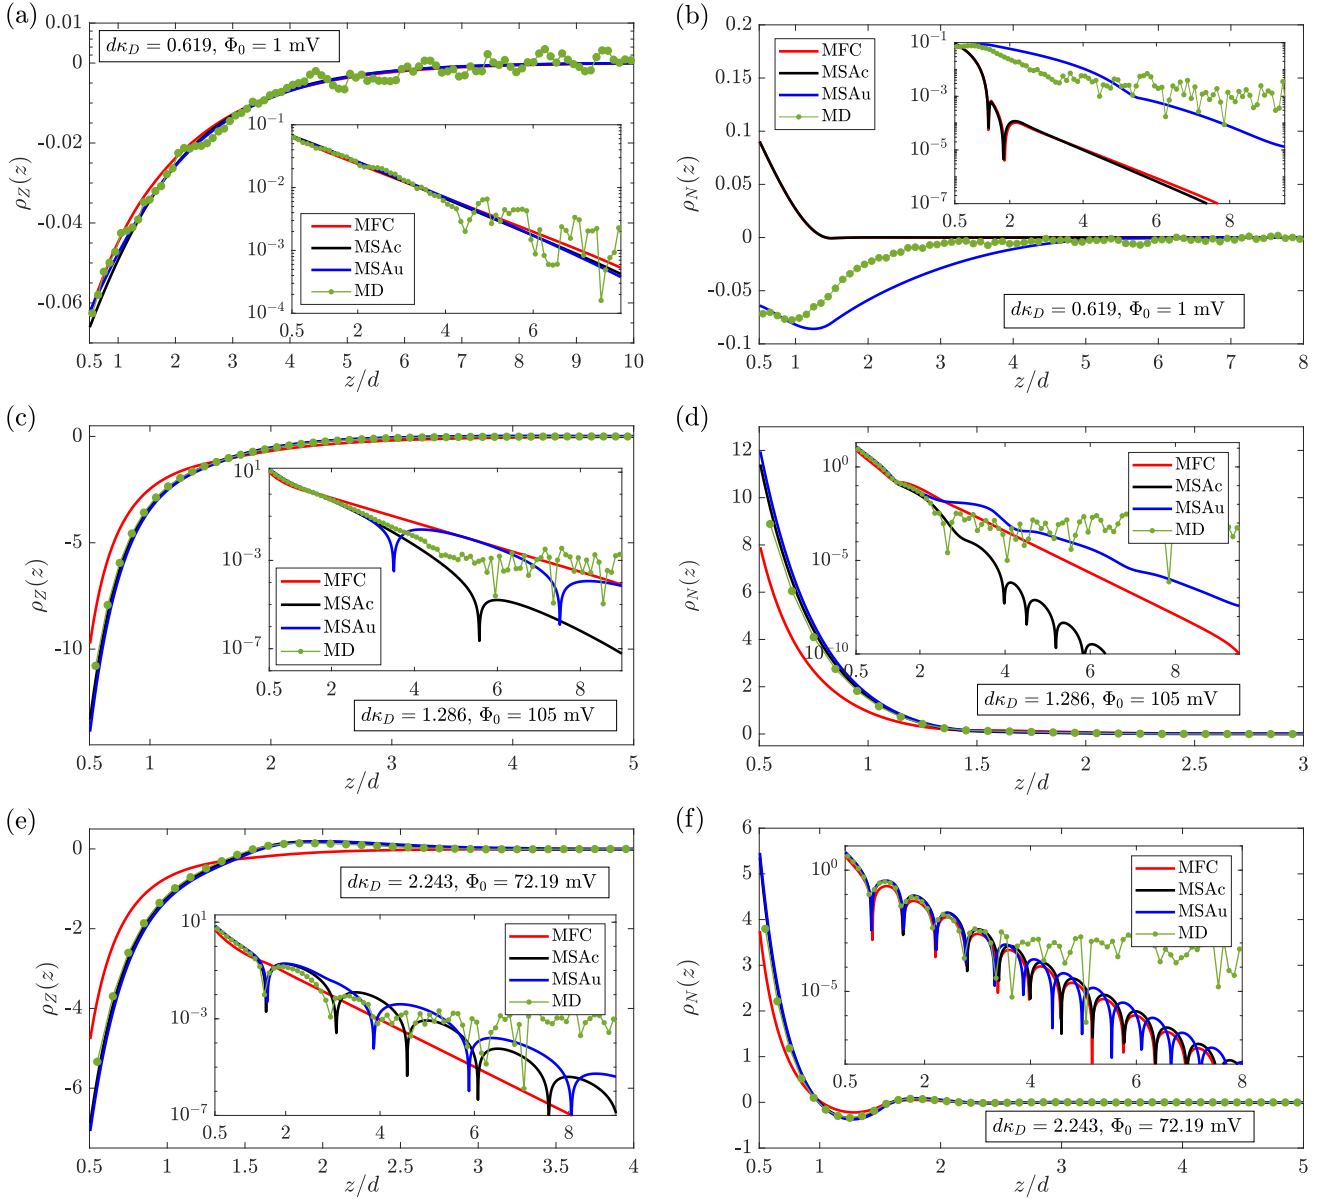 (a)
0.01
0
-0.02
-0.04
-0.06
ρ_Z(z)
dκ_D = 0.619, Φ_0 = 1 mV
10^-1
10^-2
10^-3
10^-4
0.5 2 4 6
MFC
MSAc
MSAu
MD
0.5 1 2 3 4 5 6 7 8 9 10
z/d
(b)
0.2
0.15
0.1
0.05
0
-0.05
-0.1
ρ_N(z)
MFC
MSAc
MSAu
MD
10^-1
10^-3
10^-5
10^-7
0.5 2 4 6 8
dκ_D = 0.619, Φ_0 = 1 mV
0.5 1 2 3 4 5 6 7 8
z/d
(c)
0
-5
-10
ρ_Z(z)
10^1
10^-3
10^-7
0.5 2 4 6 8
MFC
MSAc
MSAu
MD
dκ_D = 1.286, Φ_0 = 105 mV
0.5 1 2 3 4 5
z/d
(d)
12
10
8
6
4
2
0
ρ_N(z)
10^0
10^-5
10^-10
0.5 2 4 6 8
MFC
MSAc
MSAu
MD
dκ_D = 1.286, Φ_0 = 105 mV
0.5 1 1.5 2 2.5 3
z/d
(e)
0
-2
-4
-6
ρ_Z(z)
dκ_D = 2.243, Φ_0 = 72.19 mV
10^1
10^-3
10^-7
0.5 2 4 6 8
MFC
MSAc
MSAu
MD
0.5 1 1.5 2 2.5 3 3.5 4
z/d
(f)
6
5
4
3
2
1
0
-1
ρ_N(z)
10^0
10^-5
0.5 2 4 6 8
MFC
MSAc
MSAu
MD
dκ_D = 2.243, Φ_0 = 72.19 mV
0.5 1 2 3 4 5
z/d